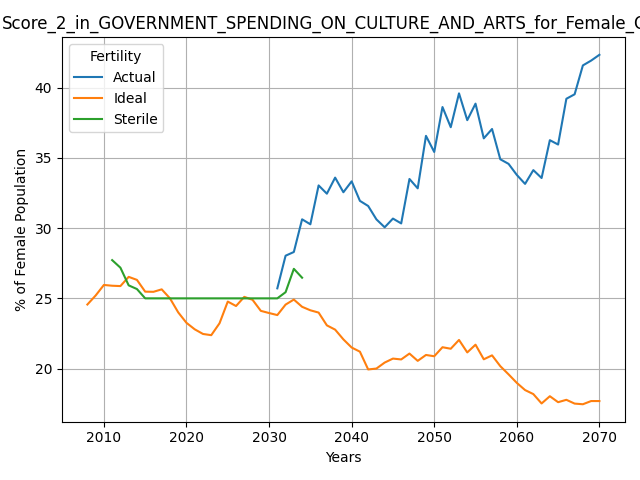 Score_2_in_GOVERNMENT_SPENDING_ON_CULTURE_AND_ARTS_for_Female_
Fertility
Actual
Ideal
Sterile
% of Female Population
40
35
30
25
20
2010
2020
2030
2040
2050
2060
2070
Years